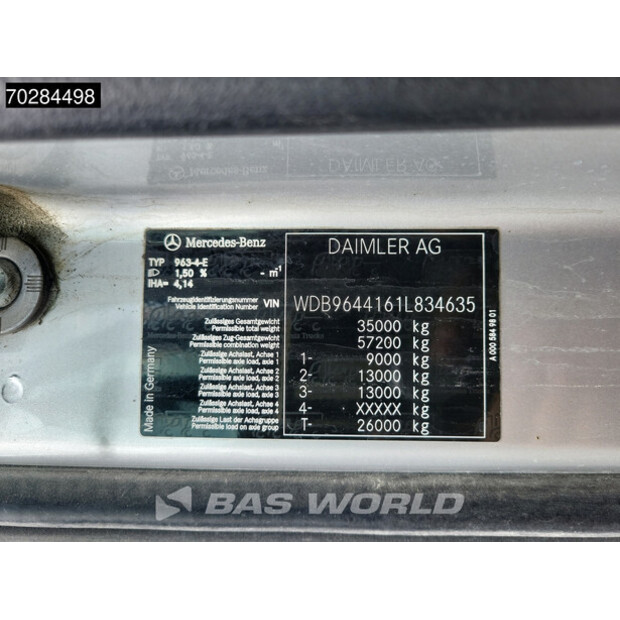 70284498
DAIMLER AG
Mercedes-Benz
Mercedes-Benz DAIMLER AG
TYP 963-4-E
1,50 % - m⁻¹
IHA= 4,14
Fahrzeugidentifizierungsnummer
Vehicle Identification Number VIN WDB9644161L834635
Zulässiges Gesamtgewicht
Permissible total weight 35000 kg
Zulässiges Zug-Gesamtgewicht
Permissible combination weight 57200 kg
Zulässige Achslast, Achse 1
Permissible axle load, axle 1 1- 9000 kg
Zulässige Achslast, Achse 2
Permissible axle load, axle 2 2- 13000 kg
Zulässige Achslast, Achse 3
Permissible axle load, axle 3 3- 13000 kg
Zulässige Achslast, Achse 4
Permissible axle load, axle 4 4- XXXXX kg
Zulässige Last der Achsgruppe
Permissible load on axle group T- 26000 kg
Made in Germany
A 000 584 98 01
BAS WORLD